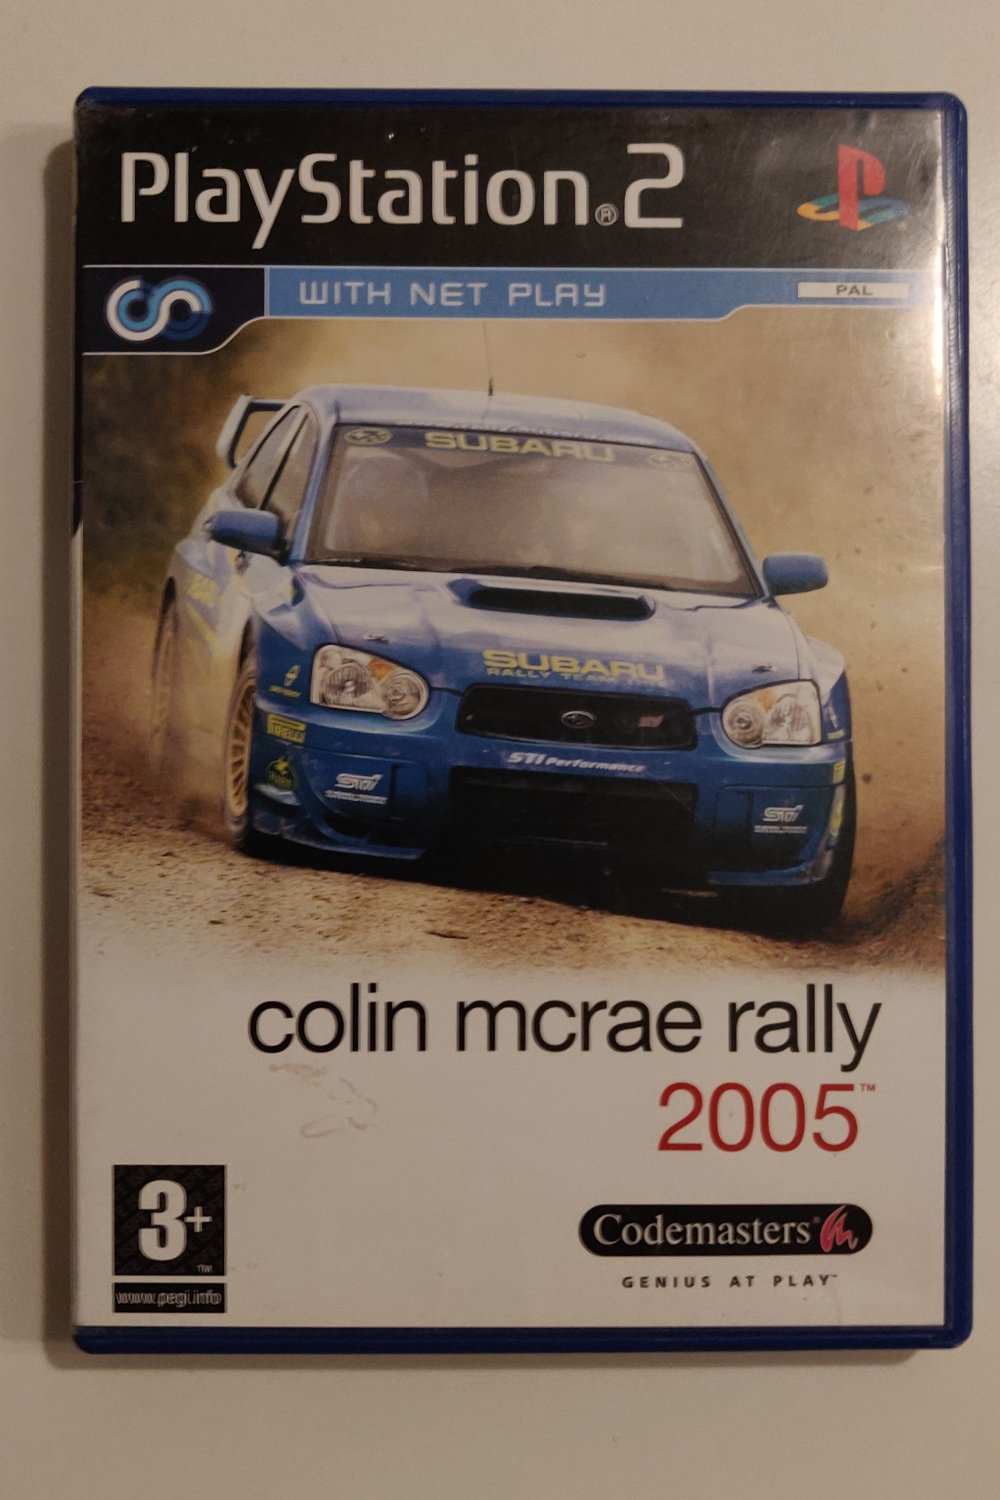 PlayStation®2
WITH NET PLAY
PAL
SUBARU
SUBARU
RALLY TEAM
PIRELLI
STI Performance
STI
STI
colin mcrae rally
2005™
3+
TM
www.pegi.info
Codemasters®
GENIUS AT PLAY™